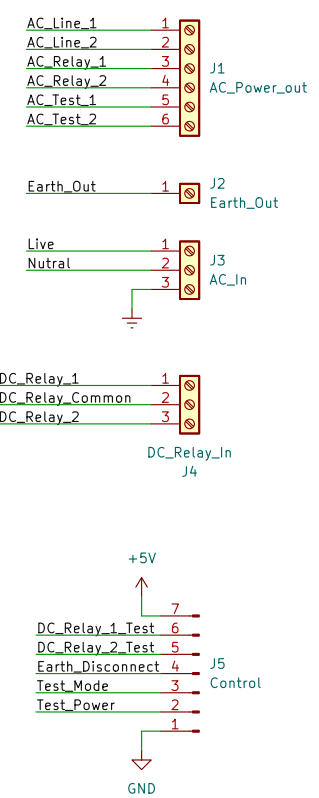 AC_Line_1 1
AC_Line_2 2
AC_Relay_1 3
AC_Relay_2 4
AC_Test_1 5
AC_Test_2 6
J1
AC_Power_out
Earth_Out 1
J2
Earth_Out
Live 1
Nutral 2
3
J3
AC_In
DC_Relay_1 1
DC_Relay_Common 2
DC_Relay_2 3
DC_Relay_In
J4
+5V
7
DC_Relay_1_Test 6
DC_Relay_2_Test 5
Earth_Disconnect 4
Test_Mode 3
Test_Power 2
1
J5
Control
GND